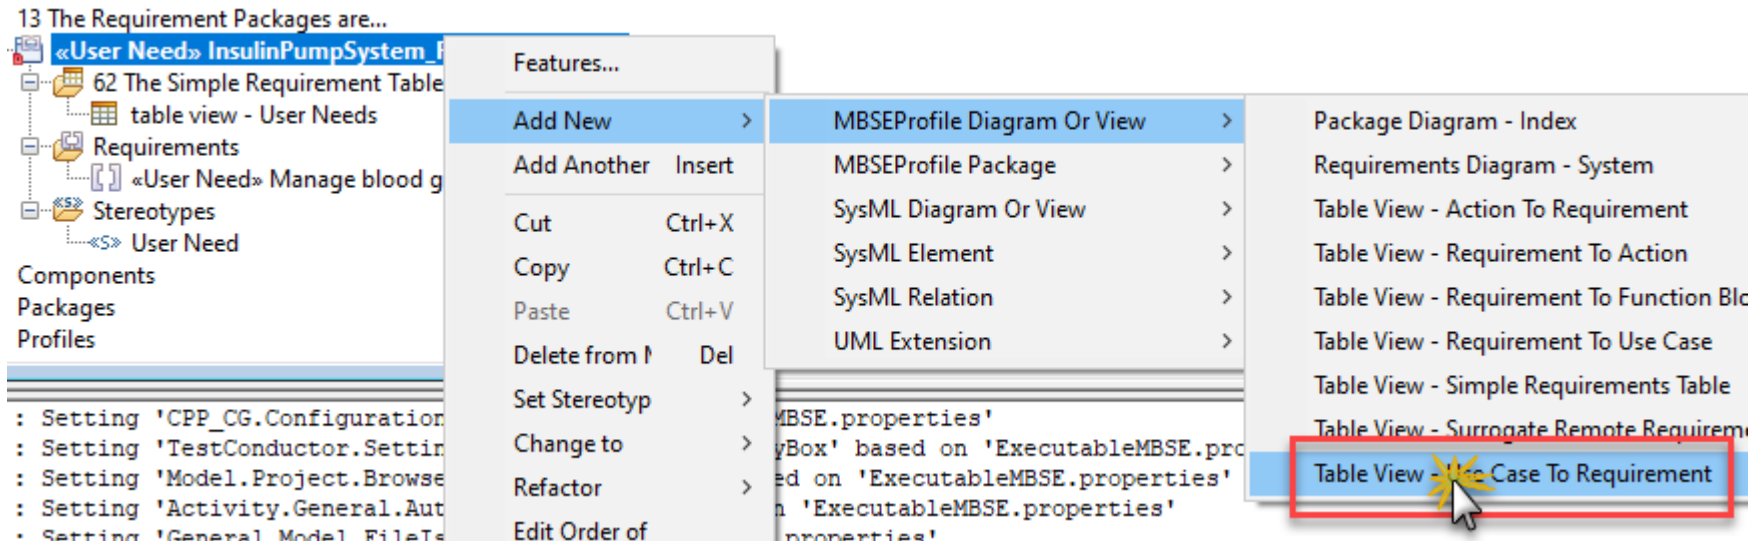 13 The Requirement Packages are...
«User Need» InsulinPumpSystem_
62 The Simple Requirement Table
table view - User Needs
Requirements
«User Need» Manage blood g
«S» Stereotypes
«S» User Need
Components
Packages
Profiles
Features...
Add New >
Add Another Insert
Cut Ctrl+X
Copy Ctrl+C
Paste Ctrl+V
Delete from Del
Set Stereotyp >
Change to >
Refactor >
Edit Order of
MBSEProfile Diagram Or View >
MBSEProfile Package >
SysML Diagram Or View >
SysML Element >
SysML Relation >
UML Extension >
Package Diagram - Index
Requirements Diagram - System
Table View - Action To Requirement
Table View - Requirement To Action
Table View - Requirement To Function Blo
Table View - Requirement To Use Case
Table View - Simple Requirements Table
Table View - Surrogate Remote Requirem
Table View - Use Case To Requirement
: Setting 'CPP_CG.Configuration MBSE.properties'
: Setting 'TestConductor.Settin yBox' based on 'ExecutableMBSE.pro
: Setting 'Model.Project.Browse ed on 'ExecutableMBSE.properties'
: Setting 'Activity.General.Aut n 'ExecutableMBSE.properties'
: Setting 'General.Model.FileIs properties'